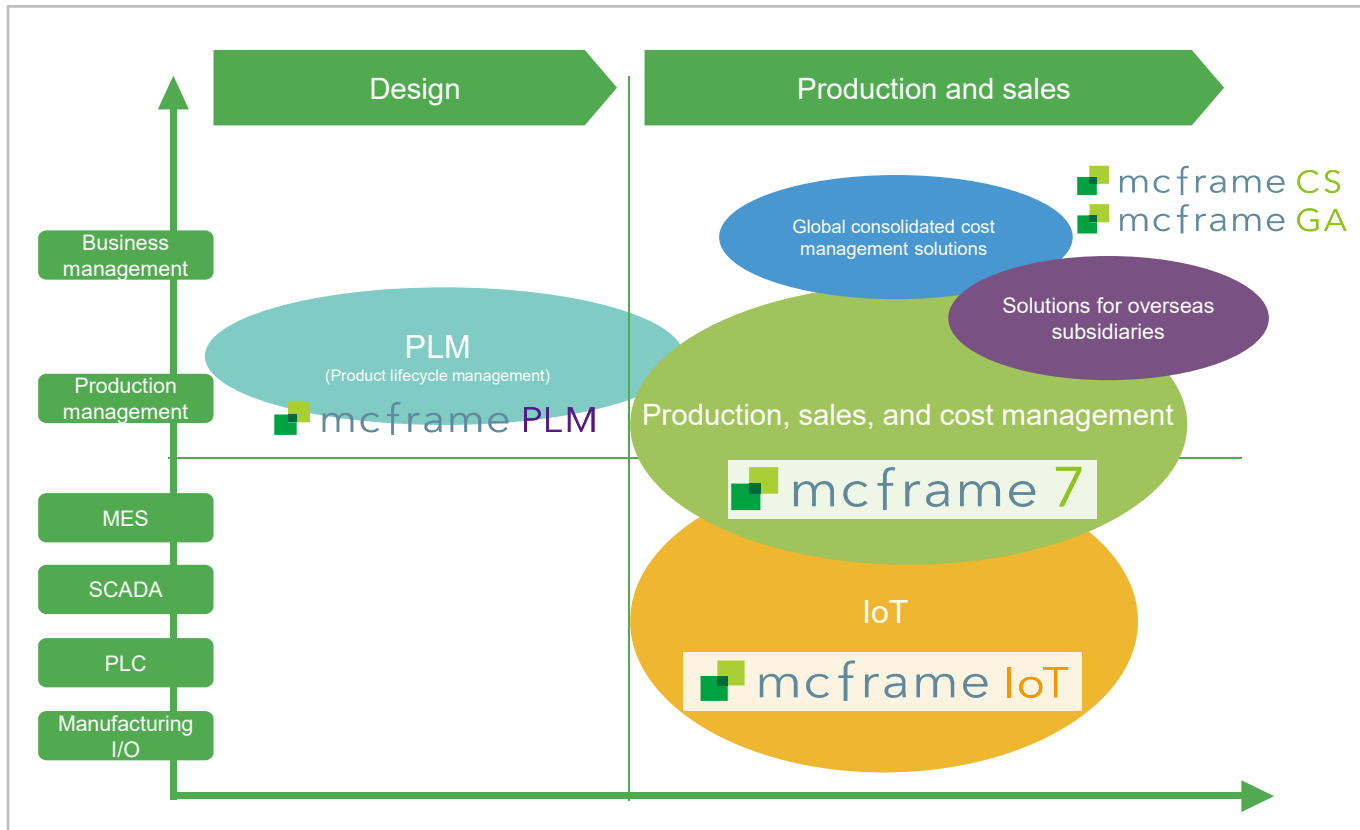 Design
Production and sales
mcframe CS
mcframe GA
Global consolidated cost
management solutions
Business
management
Solutions for overseas
subsidiaries
PLM
(Product lifecycle management)
Production
management
mcframe PLM
Production, sales, and cost management
mcframe 7
MES
SCADA
IoT
PLC
mcframe IoT
Manufacturing
I/O